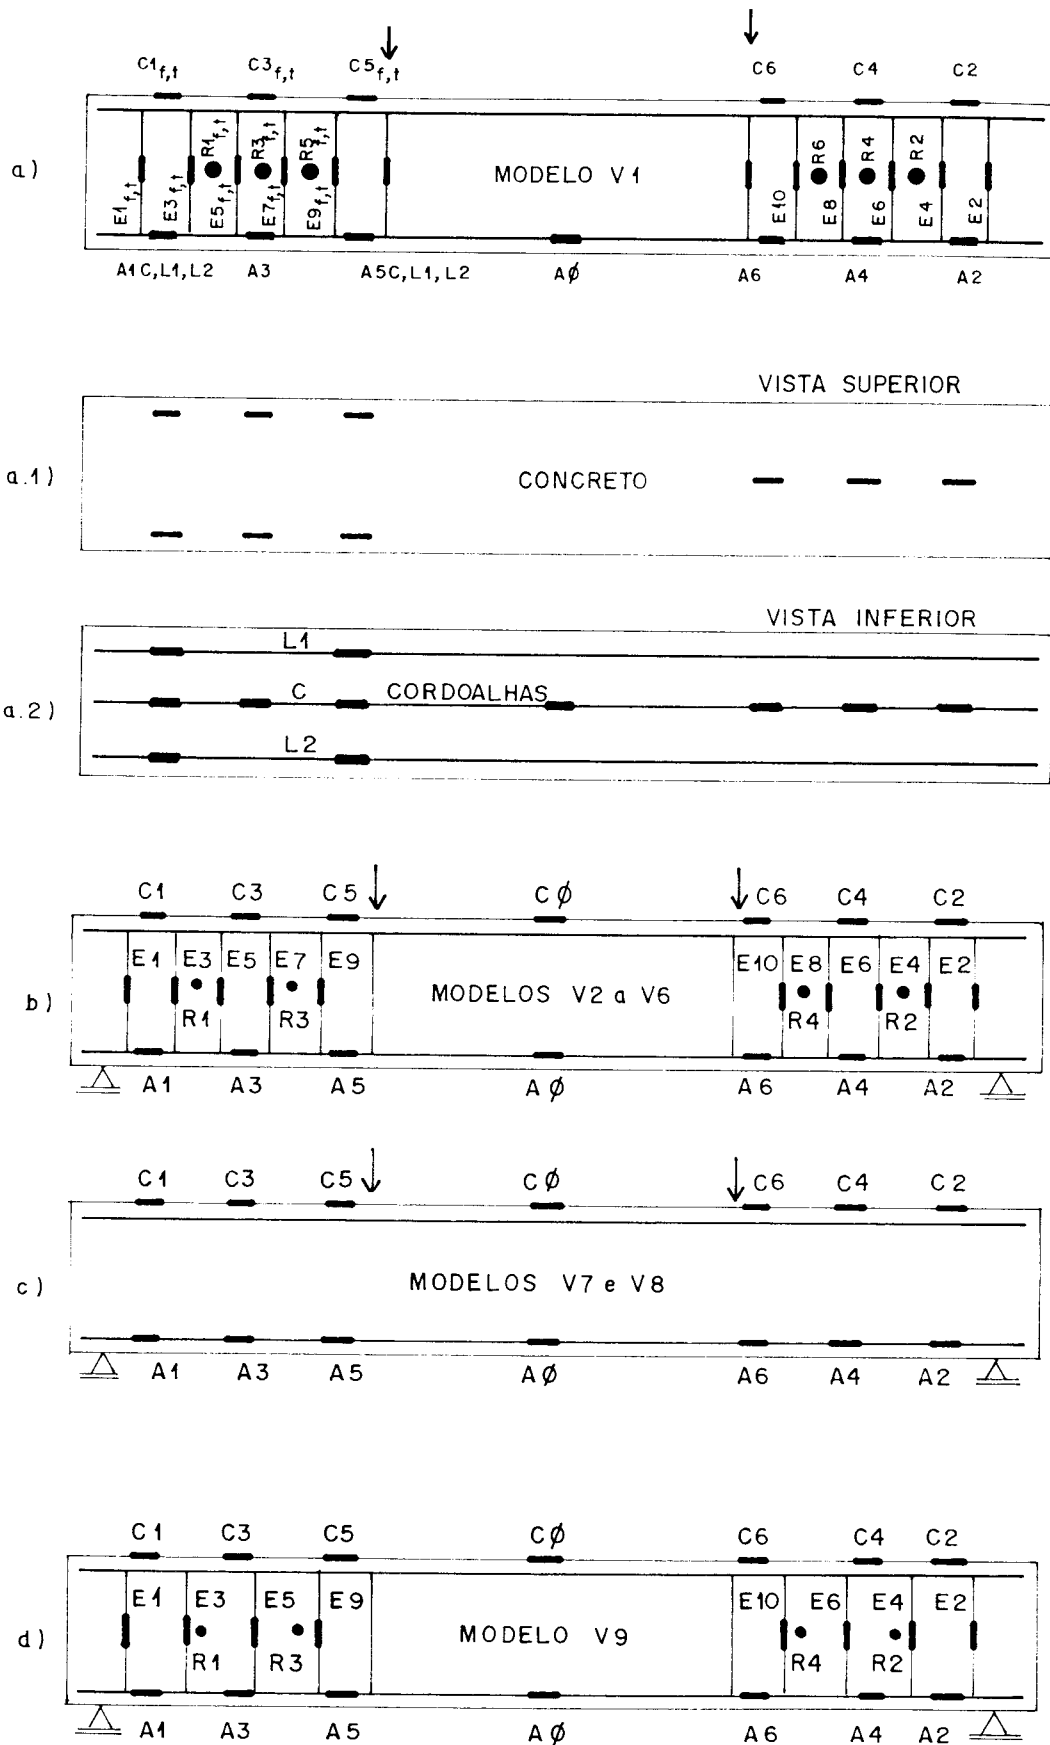 C1f,t C3f,t C5f,t C6 C4 C2
a)
R1f,t R3f,t R5f,t MODELO V1 R6 R4 R2
E1f,t E3f,t E5f,t E7f,t E9f,t E10 E8 E6 E4 E2
A1C,L1,L2 A3 A5C,L1,L2 AØ A6 A4 A2
VISTA SUPERIOR
a.1)
CONCRETO
VISTA INFERIOR
L1
a.2)
C CORDOALHAS
L2
C1 C3 C5 CØ C6 C4 C2
E1 E3 E5 E7 E9 E10 E8 E6 E4 E2
b)
MODELOS V2 a V6
R1 R3 R4 R2
A1 A3 A5 AØ A6 A4 A2
C1 C3 C5 CØ C6 C4 C2
c)
MODELOS V7 e V8
A1 A3 A5 AØ A6 A4 A2
C1 C3 C5 CØ C6 C4 C2
E1 E3 E5 E9 E10 E6 E4 E2
d)
MODELO V9
R1 R3 R4 R2
A1 A3 A5 AØ A6 A4 A2